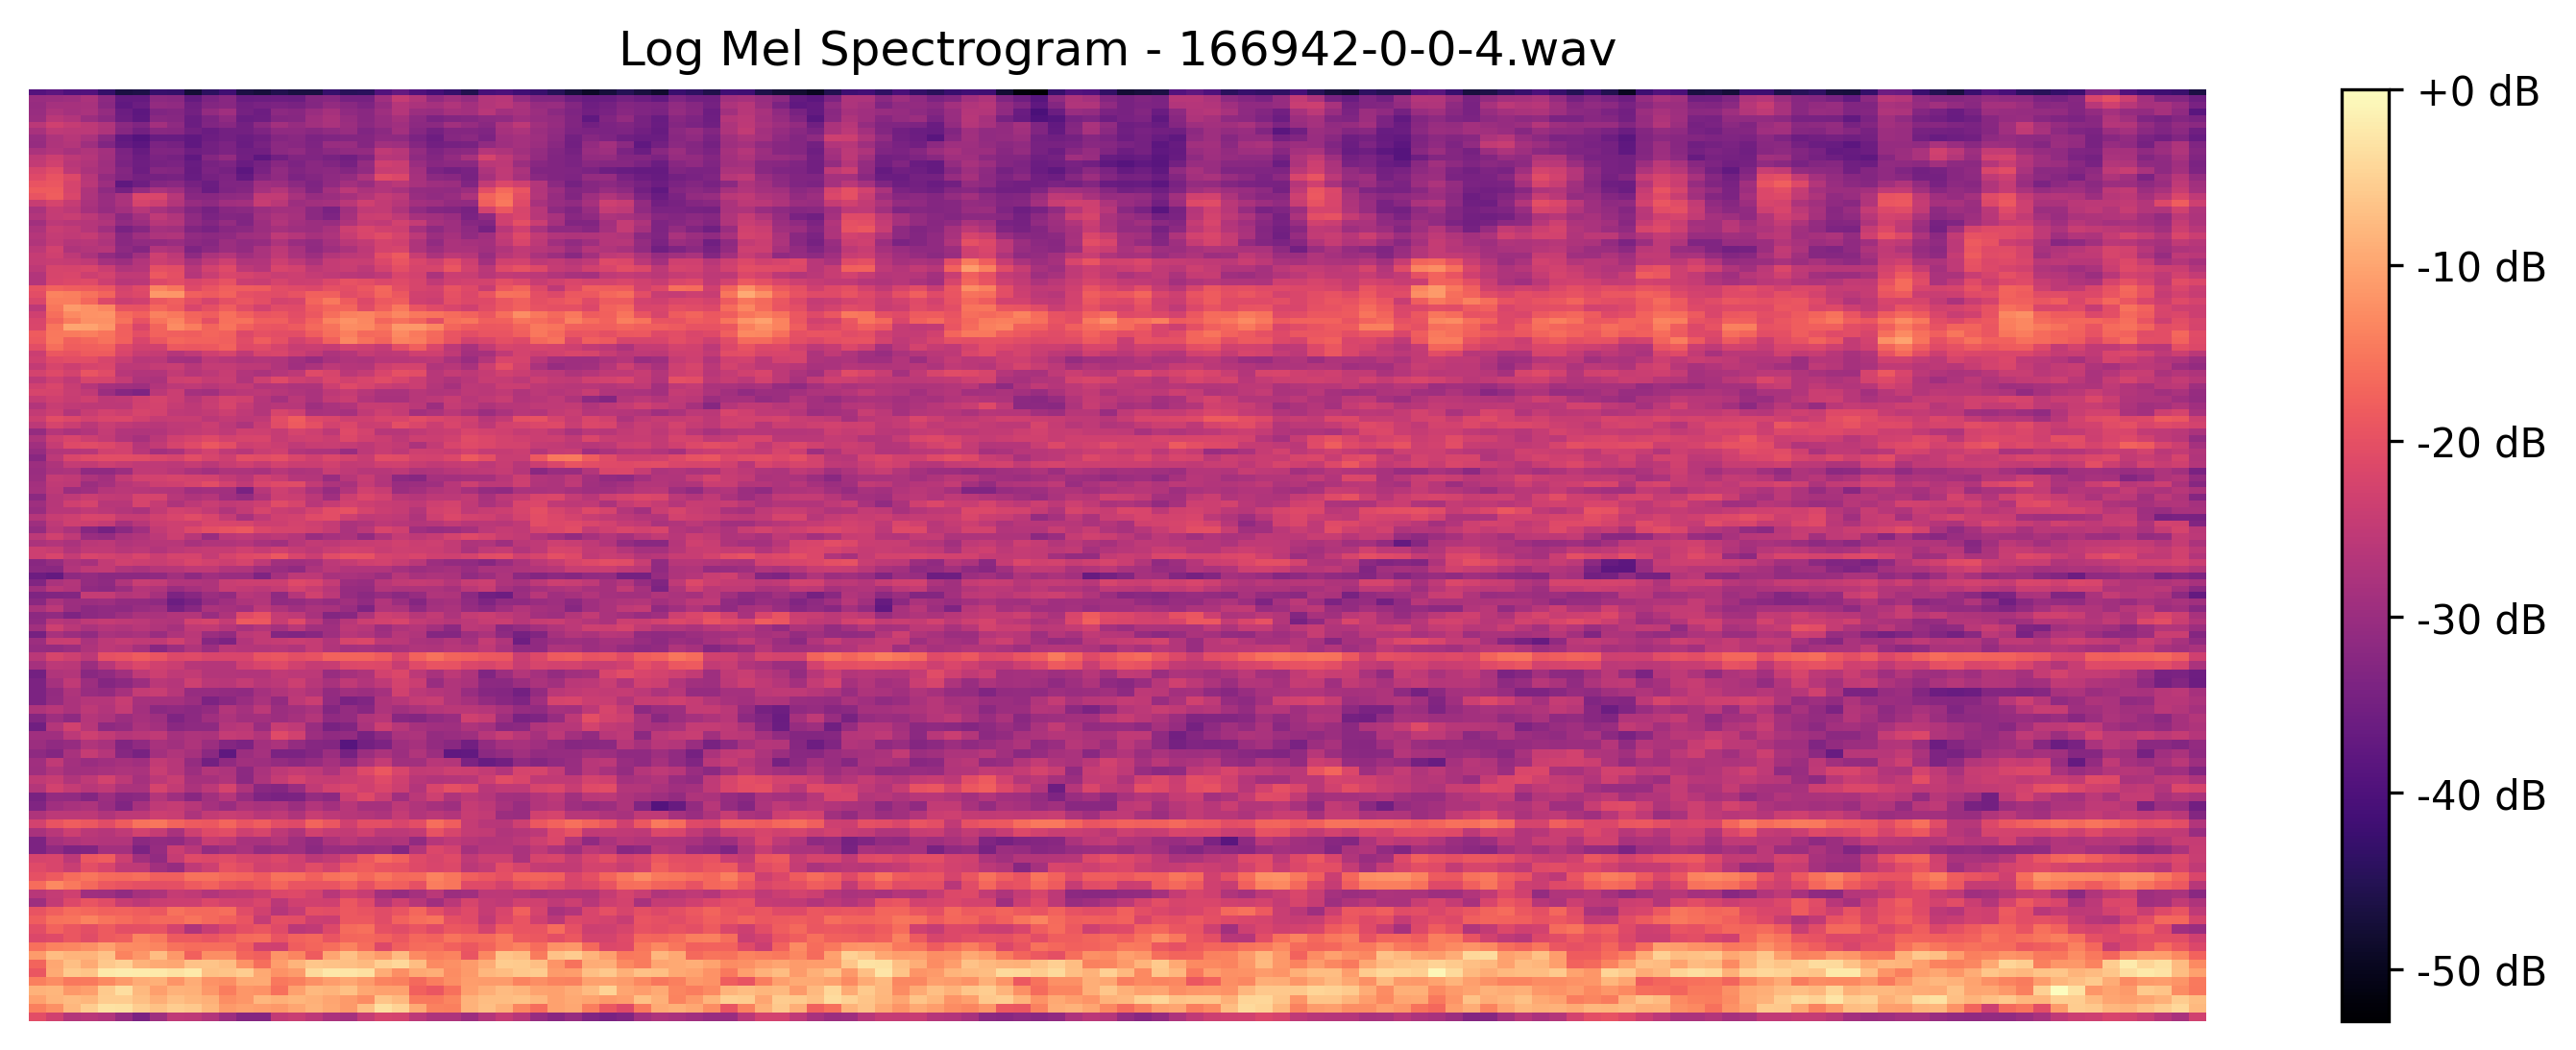 Log Mel Spectrogram - 166942-0-0-4.wav
+0 dB
-10 dB
-20 dB
-30 dB
-40 dB
-50 dB